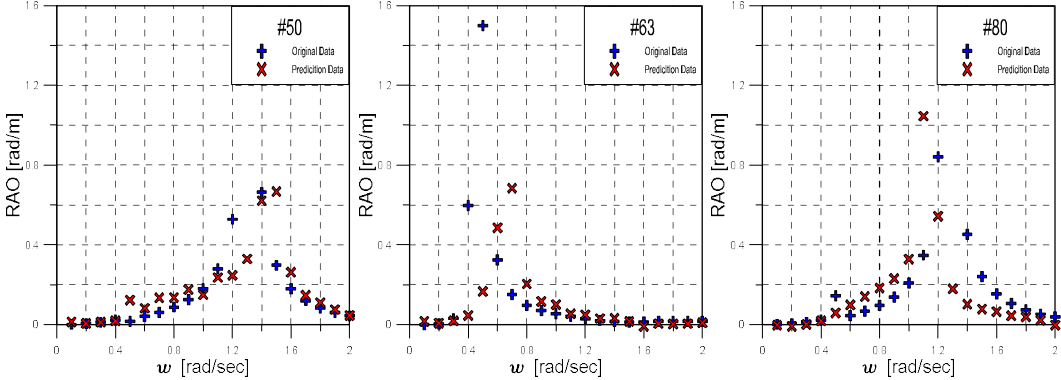 1.6
#50
Original Data
Predicition Data
1.2
0.8
0.4
0
RAO [rad/m]
0 0.4 0.8 1.2 1.6 2
w [rad/sec]
1.6
#63
Original Data
Predicition Data
1.2
0.8
0.4
0
RAO [rad/m]
0 0.4 0.8 1.2 1.6 2
w [rad/sec]
1.6
#80
Original Data
Predicition Data
1.2
0.8
0.4
0
RAO [rad/m]
0 0.4 0.8 1.2 1.6 2
w [rad/sec]